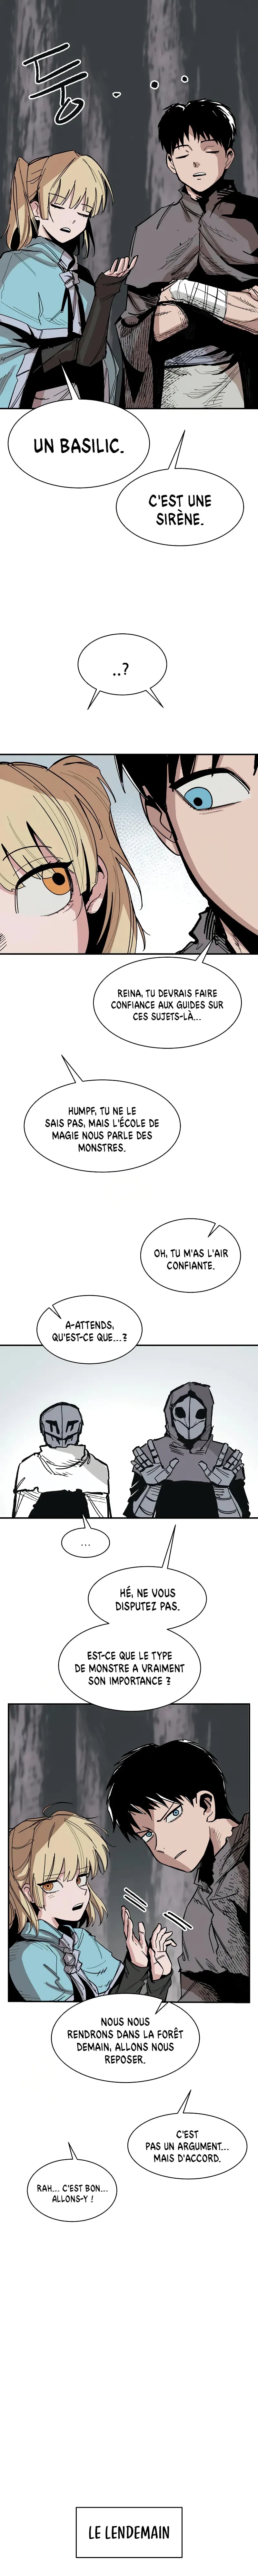 둥
UN BASILIC.
C'EST UNE
SIRÈNE.
..?
REINA, TU DEVRAIS FAIRE
CONFIANCE AUX GUIDES SUR
CES SUJETS-LÀ...
HUMPF, TU NE LE
SAIS PAS, MAIS L'ÉCOLE DE
MAGIE NOUS PARLE DES
MONSTRES.
OH, TU M'AS L'AIR
CONFIANTE.
A-ATTENDS,
QU'EST-CE QUE...?
...
HÉ, NE VOUS
DISPUTEZ PAS.
EST-CE QUE LE TYPE
DE MONSTRE A VRAIMENT
SON IMPORTANCE ?
NOUS NOUS
RENDRONS DANS LA FORÊT
DEMAIN, ALLONS NOUS
REPOSER.
C'EST
PAS UN ARGUMENT...
MAIS D'ACCORD.
RAH... C'EST BON...
ALLONS-Y !
LE LENDEMAIN